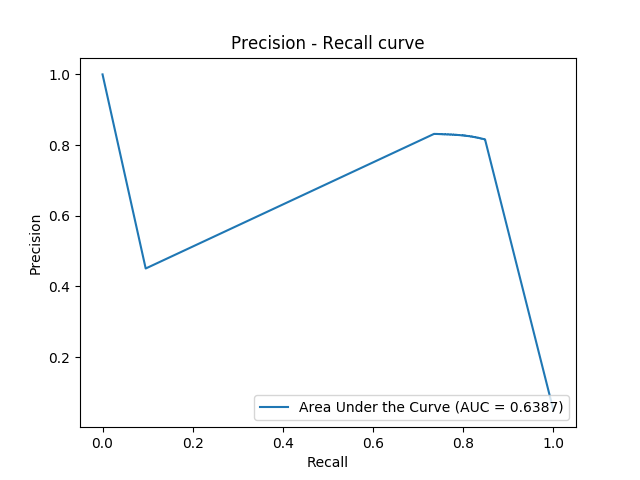 Precision - Recall curve
1.0
0.8
0.6
0.4
0.2
Precision
Area Under the Curve (AUC = 0.6387)
0.0 0.2 0.4 0.6 0.8 1.0
Recall